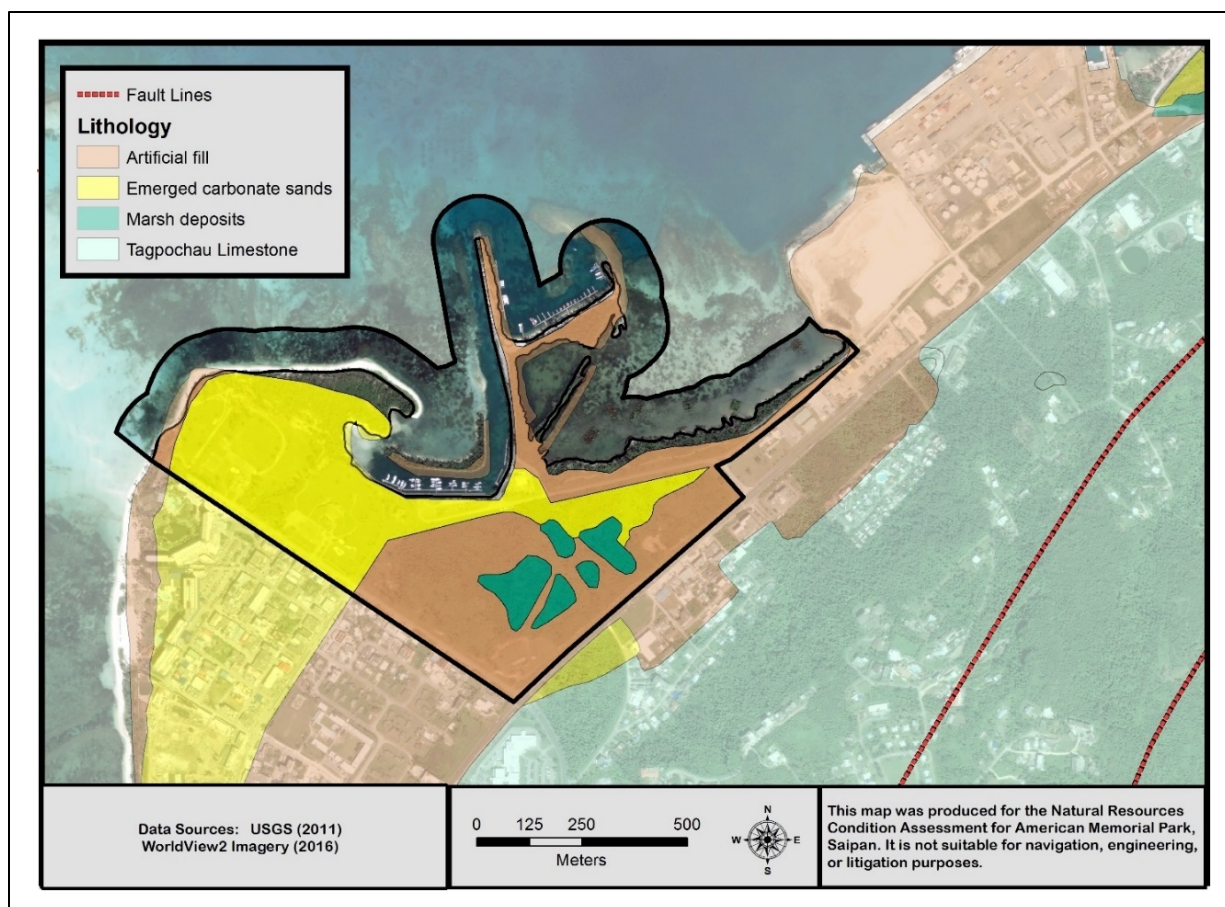 Fault Lines
Lithology
Artificial fill
Emerged carbonate sands
Marsh deposits
Tagpochau Limestone
Data Sources: USGS (2011)
WorldView2 Imagery (2016)
0 125 250 500
Meters
N
W E
S
This map was produced for the Natural Resources
Condition Assessment for American Memorial Park,
Saipan. It is not suitable for navigation, engineering,
or litigation purposes.